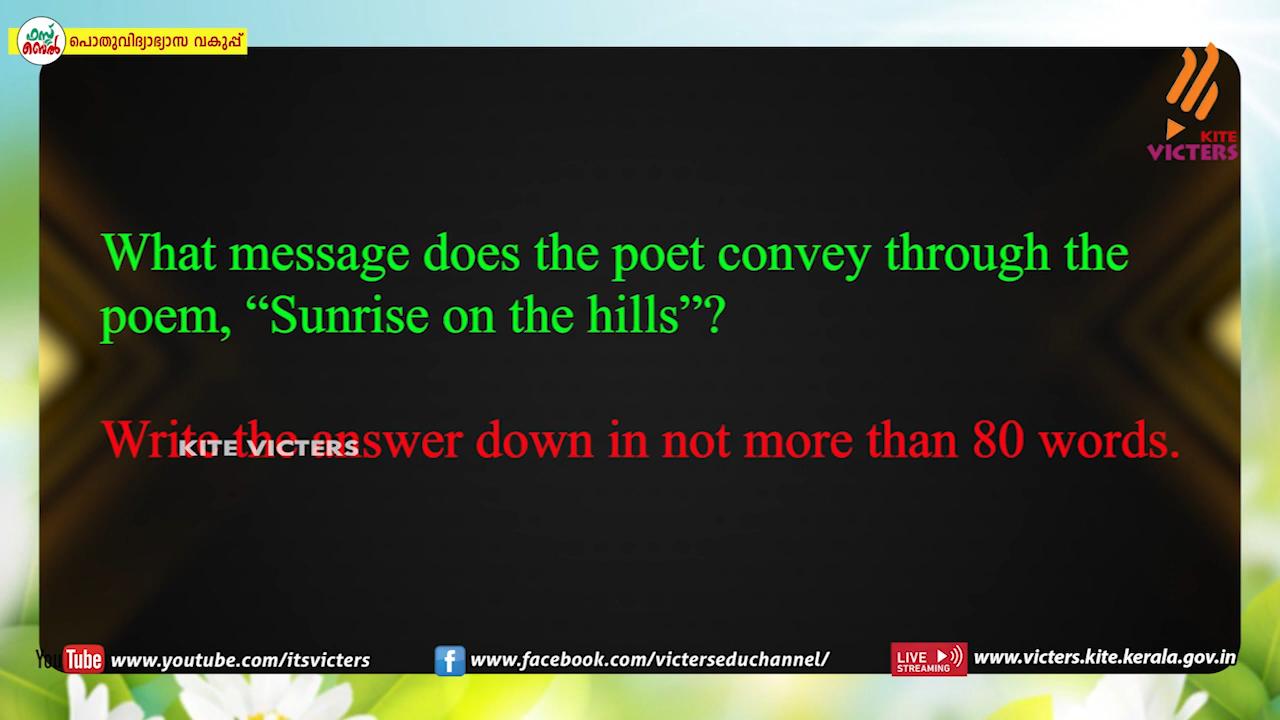 ഫസ്റ്റ്
ബെൽ
പൊതുവിദ്യാഭ്യാസ വകുപ്പ്
KITE
VICTERS
What message does the poet convey through the
poem, “Sunrise on the hills”?
Write the answer down in not more than 80 words.
KITE VICTERS
YouTube www.youtube.com/itsvicters
f www.facebook.com/victerseduchannel/
LIVE
STREAMING
www.victers.kite.kerala.gov.in